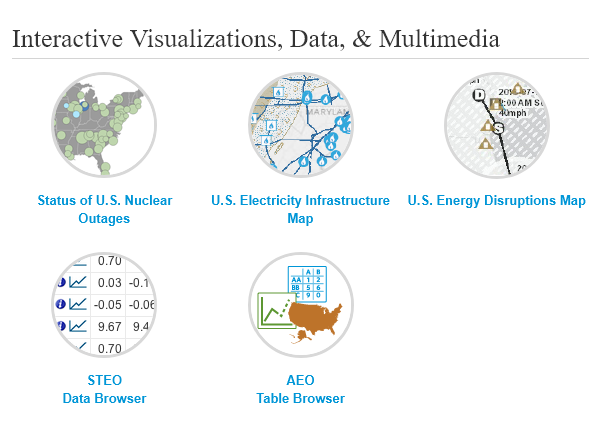 Interactive Visualizations, Data, & Multimedia
MARYLAN
D
:00 AM S
40mph
S
20
Status of U.S. Nuclear
Outages
U.S. Electricity Infrastructure
Map
U.S. Energy Disruptions Map
0.70
0.03 -0.1
-0.05 -0.06
9.67 9.4
0.70
A B
AA 1 2
BB 5 6
C 9 0
STEO
Data Browser
AEO
Table Browser